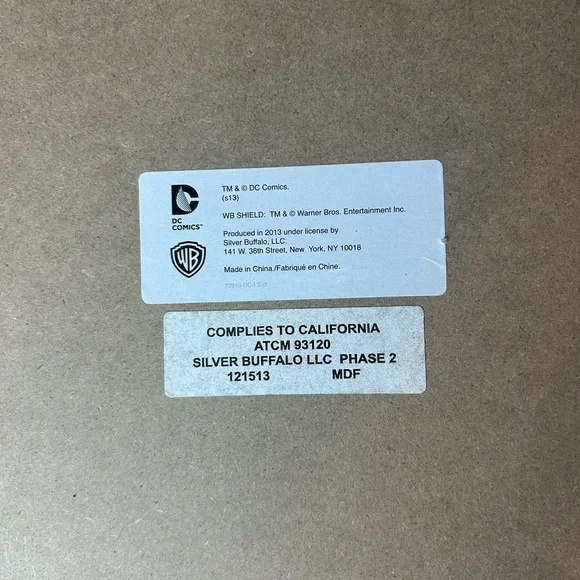 TM & © DC Comics.
(s13)
DC
COMICS™
WB SHIELD: TM & © Warner Bros. Entertainment Inc.
Produced in 2013 under license by
Silver Buffalo, LLC.
141 W. 36th Street, New York, NY 10018
WB
Made in China./Fabriqué en Chine.
COMPLIES TO CALIFORNIA
ATCM 93120
SILVER BUFFALO LLC PHASE 2
121513 MDF